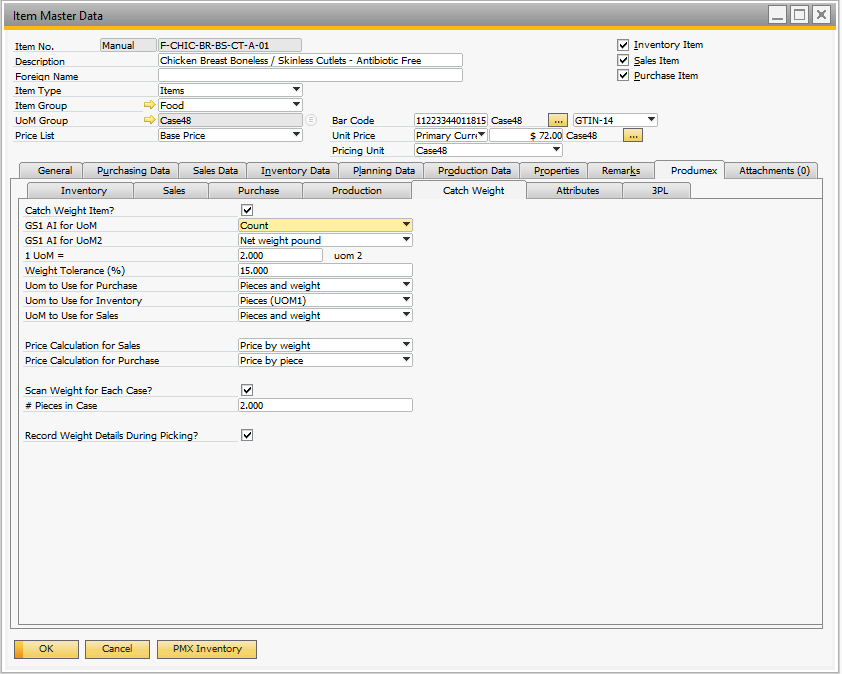 Item Master Data
Item No. Manual F-CHIC-BR-BS-CT-A-01 Inventory Item
Description Chicken Breast Boneless / Skinless Cutlets - Antibiotic Free Sales Item
Foreign Name Purchase Item
Item Type Items
Item Group Food
UoM Group Case48 Bar Code 11223344011815 Case48 ... GTIN-14
Price List Base Price Unit Price Primary Curre $ 72.00 Case48 ...
Pricing Unit Case48
General Purchasing Data Sales Data Inventory Data Planning Data Production Data Properties Remarks Produmex Attachments (0)
Inventory Sales Purchase Production Catch Weight Attributes 3PL
Catch Weight Item?
GS1 AI for UoM Count
GS1 AI for UoM2 Net weight pound
1 UoM = 2.000 uom 2
Weight Tolerance (%) 15.000
Uom to Use for Purchase Pieces and weight
Uom to Use for Inventory Pieces (UOM1)
UoM to Use for Sales Pieces and weight
Price Calculation for Sales Price by weight
Price Calculation for Purchase Price by piece
Scan Weight for Each Case?
# Pieces in Case 2.000
Record Weight Details During Picking?
OK Cancel PMX Inventory